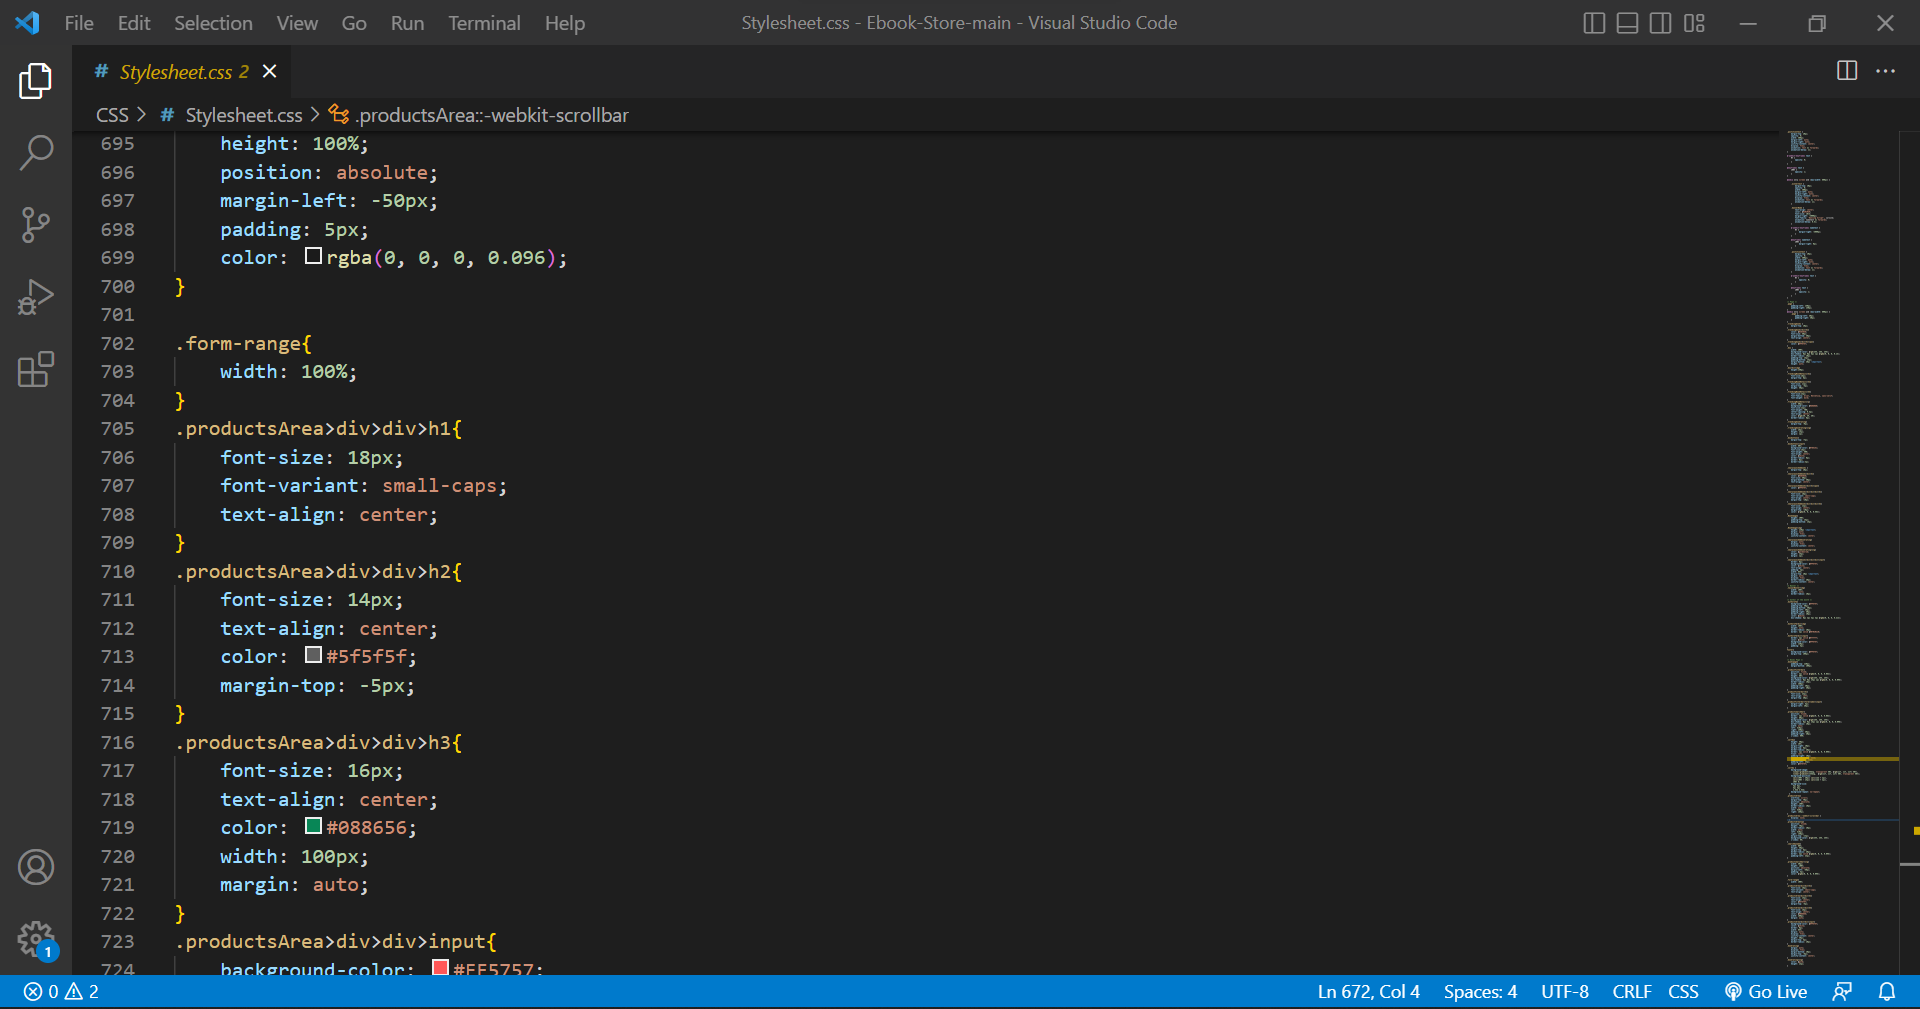 File Edit Selection View Go Run Terminal Help Stylesheet.css - Ebook-Store-main - Visual Studio Code
# Stylesheet.css 2
CSS > # Stylesheet.css > .productsArea::-webkit-scrollbar
695 height: 100%;
696 position: absolute;
697 margin-left: -50px;
698 padding: 5px;
699 color: rgba(0, 0, 0, 0.096);
700 }
701
702 .form-range{
703 width: 100%;
704 }
705 .productsArea>div>div>h1{
706 font-size: 18px;
707 font-variant: small-caps;
708 text-align: center;
709 }
710 .productsArea>div>div>h2{
711 font-size: 14px;
712 text-align: center;
713 color: #5f5f5f;
714 margin-top: -5px;
715 }
716 .productsArea>div>div>h3{
717 font-size: 16px;
718 text-align: center;
719 color: #088656;
720 width: 100px;
721 margin: auto;
722 }
723 .productsArea>div>div>input{
724 background-color: #FF5757;
1
0 2 Ln 672, Col 4 Spaces: 4 UTF-8 CRLF CSS Go Live